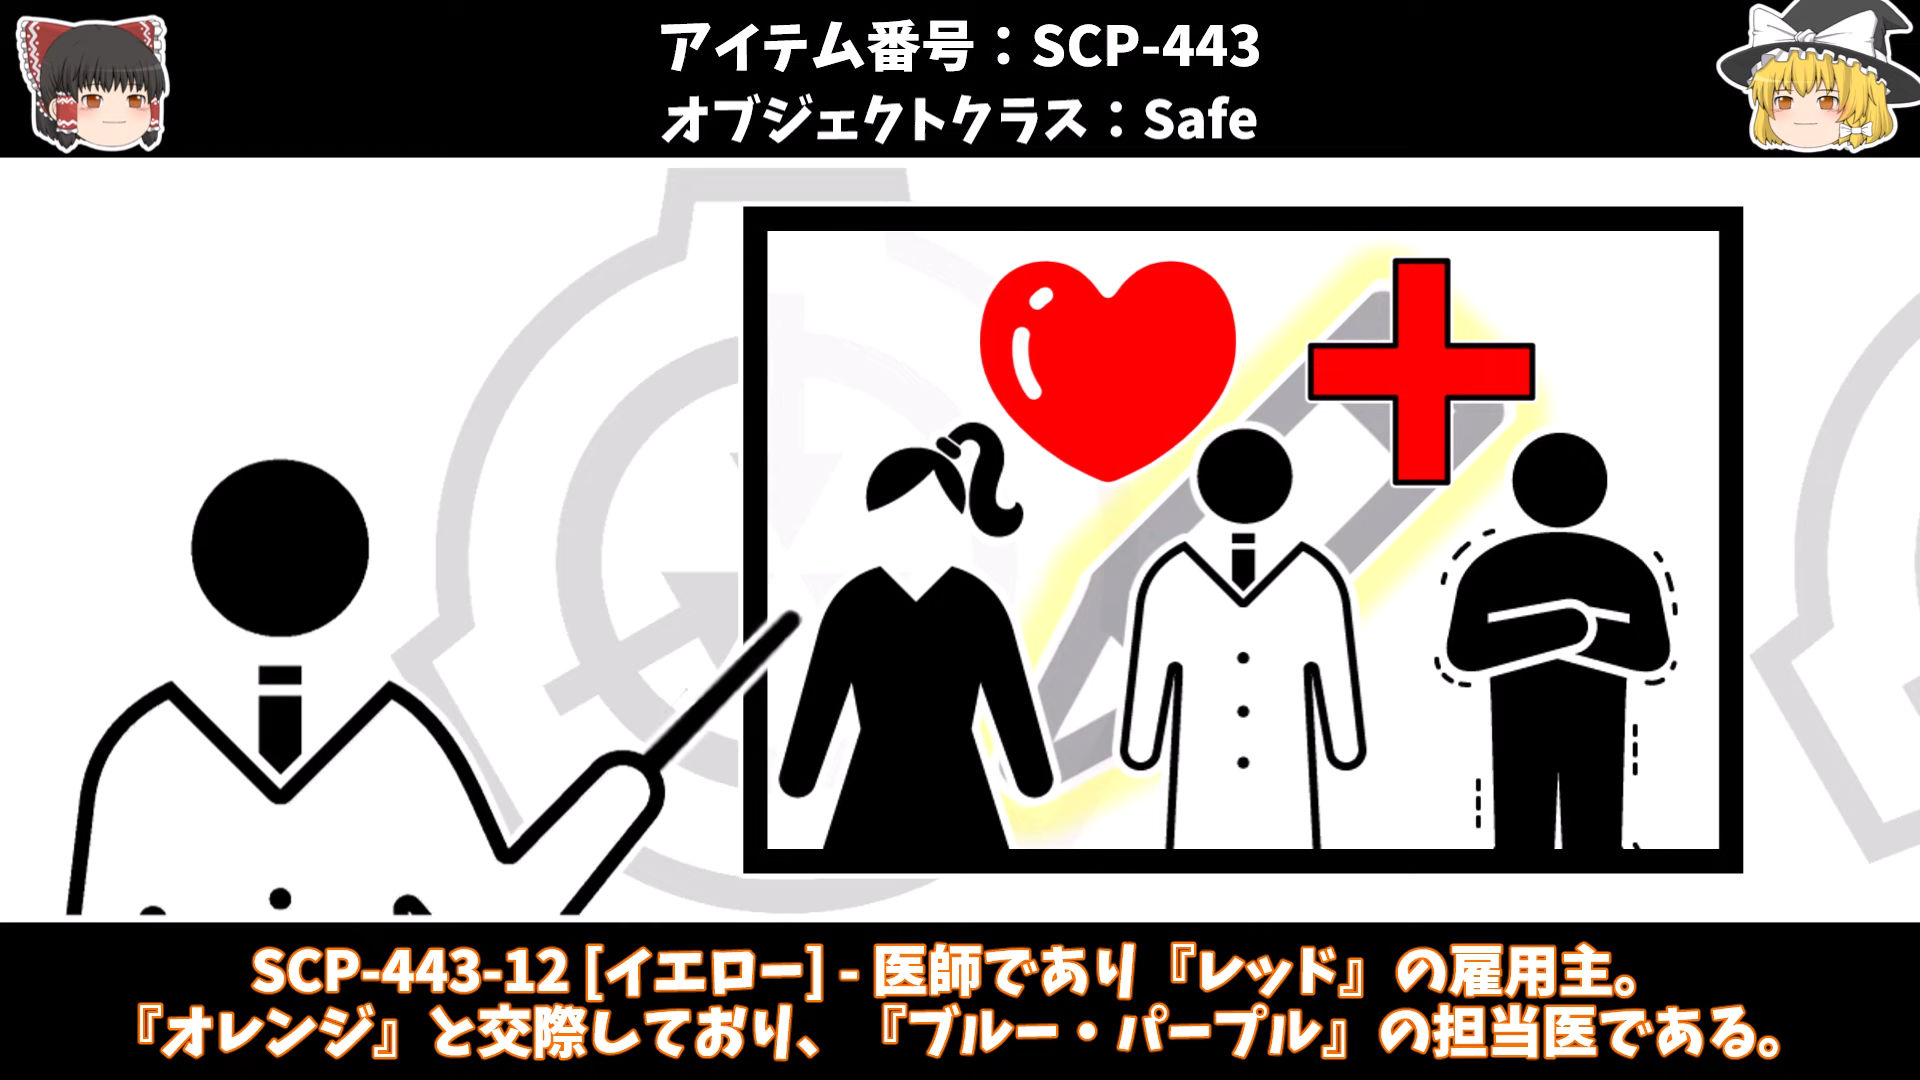 アイテム番号：SCP-443
オブジェクトクラス：Safe
SCP-443-12 [イエロー] - 医師であり『レッド』の雇用主。
『オレンジ』と交際しており、『ブルー・パープル』の担当医である。